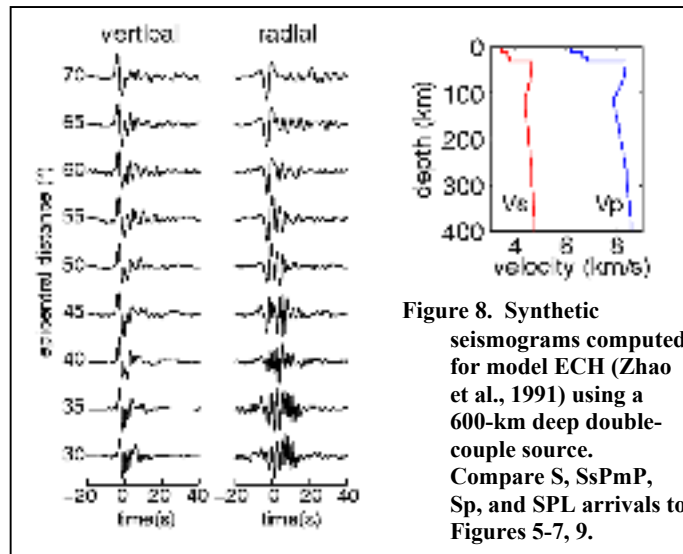 vertical
radial
epicentral distance (°)
70
65
60
55
50
45
40
35
30
-20 0 20 40
time(s)
-20 0 20 40
time(s)
0
100
200
300
400
depth (km)
Vs
Vp
4 6 8
velocity (km/s)
Figure 8. Synthetic
seismograms computed
for model ECH (Zhao
et al., 1991) using a
600-km deep double-
couple source.
Compare S, SsPmP,
Sp, and SPL arrivals to
Figures 5-7, 9.